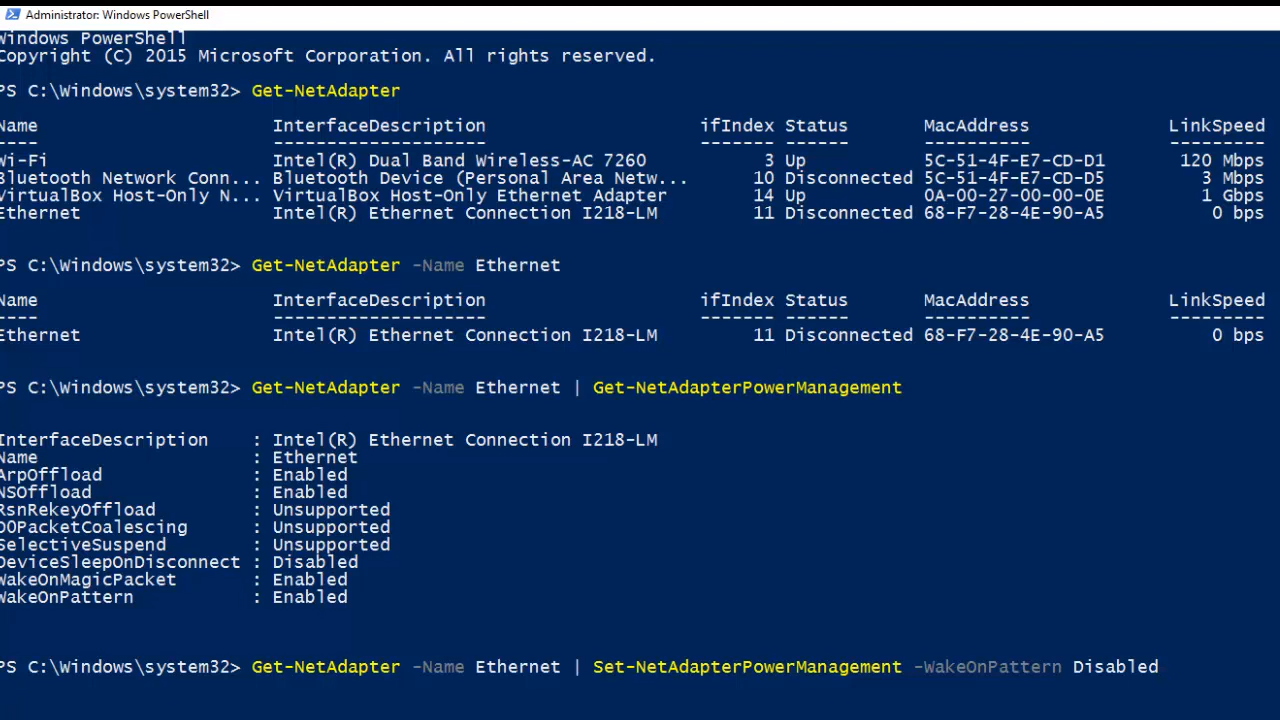 Administrator: Windows PowerShell
Windows PowerShell
Copyright (C) 2015 Microsoft Corporation. All rights reserved.
PS C:\Windows\system32> Get-NetAdapter
Name InterfaceDescription ifIndex Status MacAddress LinkSpeed
---- -------------------- ------- ------ ---------- ---------
Wi-Fi Intel(R) Dual Band Wireless-AC 7260 3 Up 5C-51-4F-E7-CD-D1 120 Mbps
Bluetooth Network Conn... Bluetooth Device (Personal Area Netw... 10 Disconnected 5C-51-4F-E7-CD-D5 3 Mbps
VirtualBox Host-Only N... VirtualBox Host-Only Ethernet Adapter 14 Up 0A-00-27-00-00-0E 1 Gbps
Ethernet Intel(R) Ethernet Connection I218-LM 11 Disconnected 68-F7-28-4E-90-A5 0 bps
PS C:\Windows\system32> Get-NetAdapter -Name Ethernet
Name InterfaceDescription ifIndex Status MacAddress LinkSpeed
---- -------------------- ------- ------ ---------- ---------
Ethernet Intel(R) Ethernet Connection I218-LM 11 Disconnected 68-F7-28-4E-90-A5 0 bps
PS C:\Windows\system32> Get-NetAdapter -Name Ethernet | Get-NetAdapterPowerManagement
InterfaceDescription : Intel(R) Ethernet Connection I218-LM
Name : Ethernet
ArpOffload : Enabled
NSOffload : Enabled
RsnRekeyOffload : Unsupported
D0PacketCoalescing : Unsupported
SelectiveSuspend : Unsupported
DeviceSleepOnDisconnect : Disabled
WakeOnMagicPacket : Enabled
WakeOnPattern : Enabled
PS C:\Windows\system32> Get-NetAdapter -Name Ethernet | Set-NetAdapterPowerManagement -WakeOnPattern Disabled